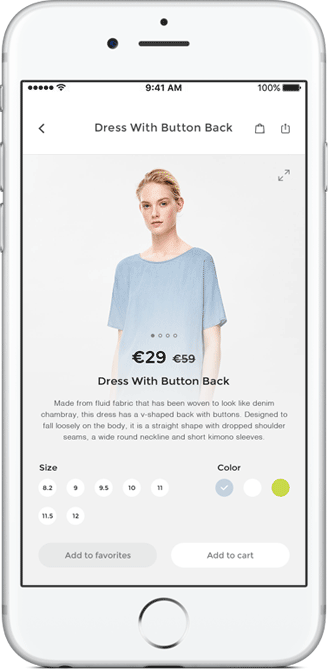 9:41 AM 100%
Dress With Button Back
€29 €59
Dress With Button Back
Made from fluid fabric that has been woven to look like denim
chambray, this dress has a v-shaped back with buttons. Designed to
fall loosely on the body, it is a straight shape with dropped shoulder
seams, a wide round neckline and short kimono sleeves
Size Color
8.2 9 9.5 10 11
11.5 12
Add to favorites Add to cart